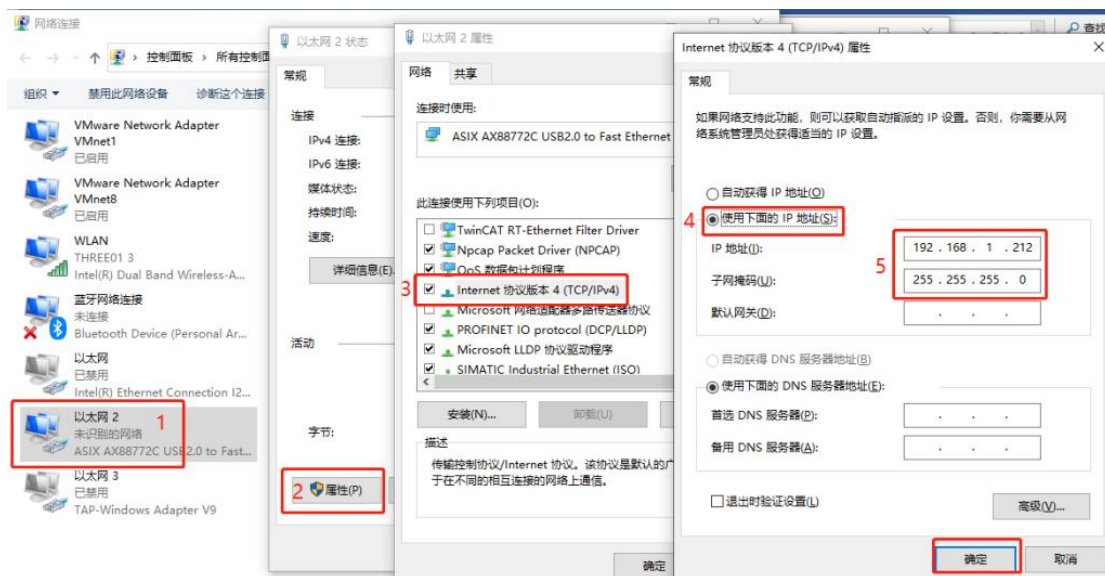 网络连接
控制面板 › 所有控制面
组织 禁用此网络设备 诊断这个连接
VMware Network Adapter
VMnet1
已启用
VMware Network Adapter
VMnet8
已启用
WLAN
THREE01 3
Intel(R) Dual Band Wireless-A...
蓝牙网络连接
未连接
Bluetooth Device (Personal Ar...
以太网
已禁用
Intel(R) Ethernet Connection I2...
以太网 2
1
未识别的网络
ASIX AX88772C USB2.0 to Fast...
以太网 3
已禁用
TAP-Windows Adapter V9
以太网 2 状态
常规
连接
IPv4 连接:
IPv6 连接:
媒体状态:
持续时间:
速度:
详细信息(E)
活动
字节:
2 属性(P)
以太网 2 属性
网络 共享
连接时使用:
ASIX AX88772C USB2.0 to Fast Ethernet
此连接使用下列项目(O):
TwinCAT RT-Ethernet Filter Driver
Npcap Packet Driver (NPCAP)
QoS 数据包计划程序
3 Internet 协议版本 4 (TCP/IPv4)
Microsoft 网络适配器多路传送器协议
PROFINET IO protocol (DCP/LLDP)
Microsoft LLDP 协议驱动程序
SIMATIC Industrial Ethernet (ISO)
安装(N)... 卸载(U)
描述
传输控制协议/Internet 协议。该协议是默认的广
于在不同的相互连接的网络上通信。
确定
查找
Internet 协议版本 4 (TCP/IPv4) 属性
常规
如果网络支持此功能，则可以获取自动指派的 IP 设置。否则，你需要从网
络系统管理员处获得适当的 IP 设置。
自动获得 IP 地址(O)
4 使用下面的 IP 地址(S):
IP 地址(I): 192 . 168 . 1 . 212
5
子网掩码(U): 255 . 255 . 255 . 0
默认网关(D): . . .
自动获得 DNS 服务器地址(B)
使用下面的 DNS 服务器地址(E):
首选 DNS 服务器(P): . . .
备用 DNS 服务器(A): . . .
退出时验证设置(L)
高级(V)...
确定 取消